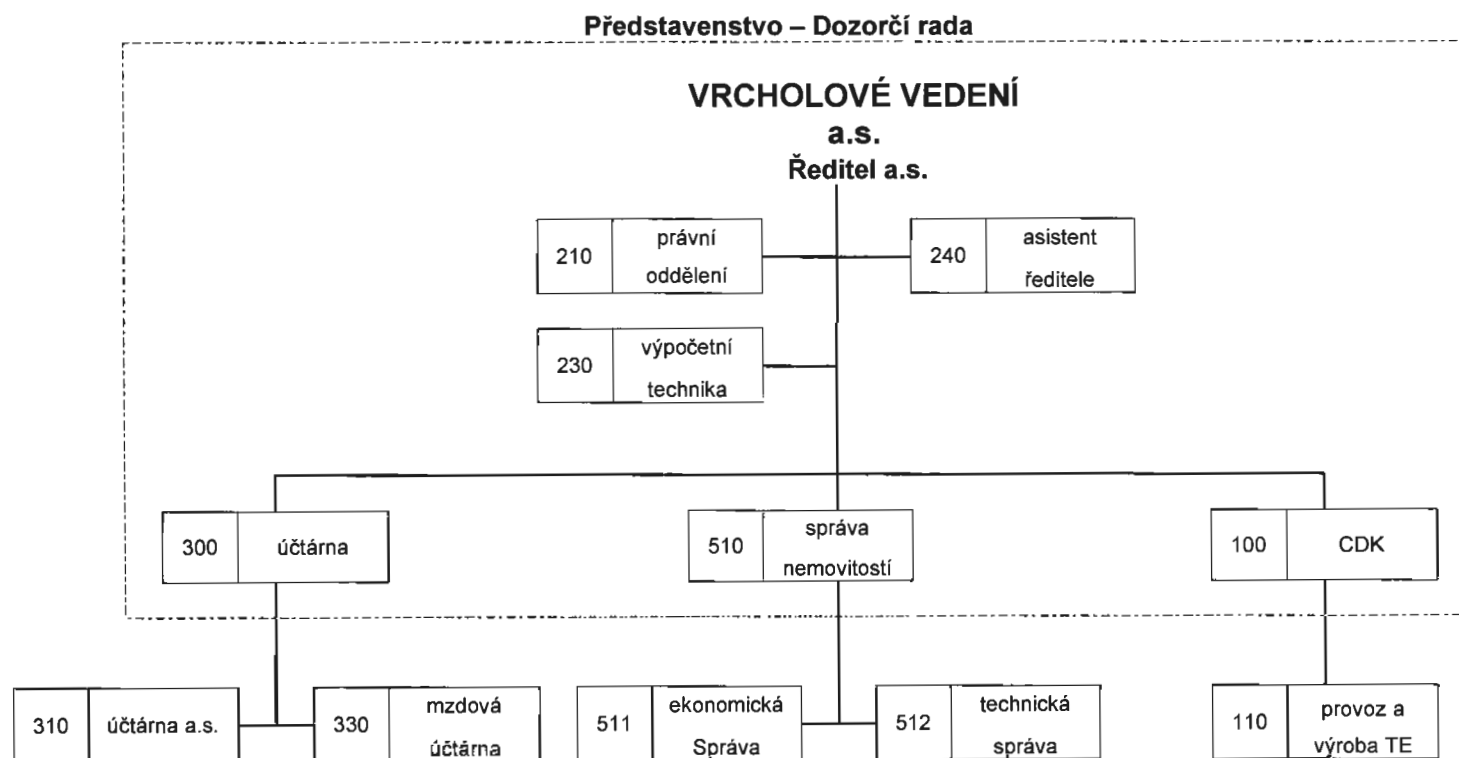 Představenstvo – Dozorčí rada
VRCHOLOVÉ VEDENÍ
a.s.
Ředitel a.s.
210
právní
oddělení
240
asistent
ředitele
230
výpočetní
technika
300
účtárna
510
správa
nemovitostí
100
CDK
310
účtárna a.s.
330
mzdová
účtárna
511
ekonomická
Správa
512
technická
správa
110
provoz a
výroba TE